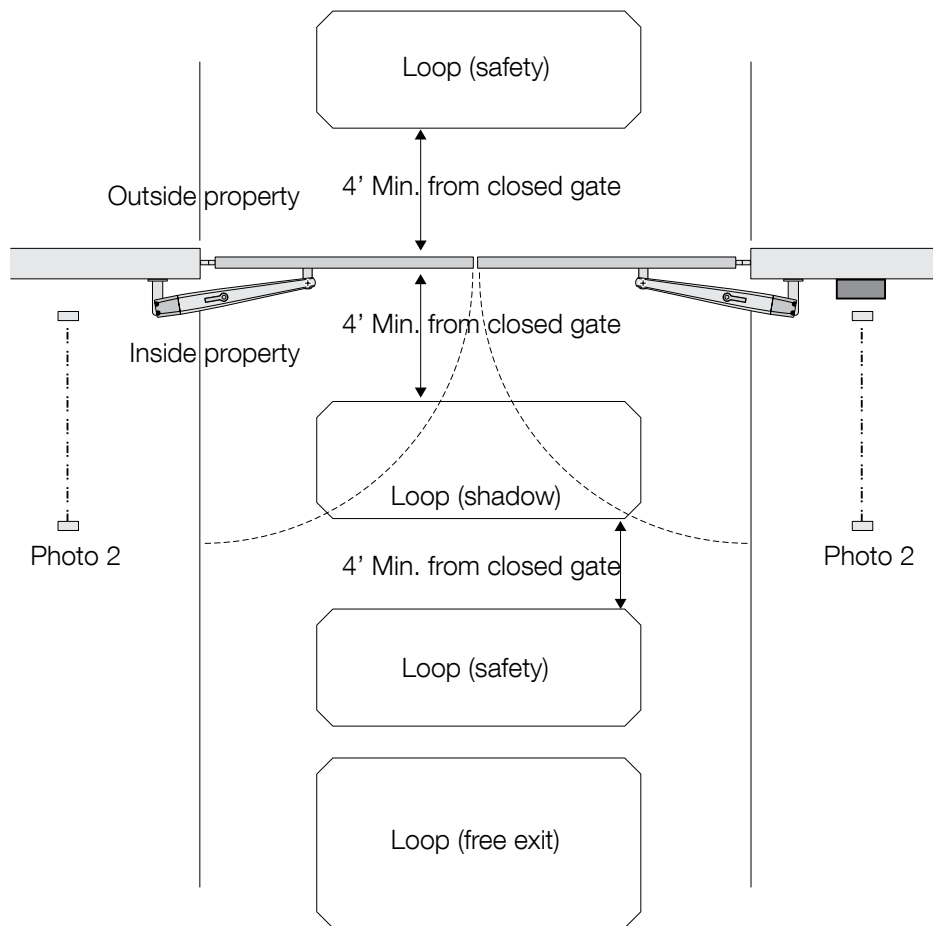 Loop (safety)
Outside property
4’ Min. from closed gate
4’ Min. from closed gate
Inside property
Loop (shadow)
Photo 2
4’ Min. from closed gate
Photo 2
Loop (safety)
Loop (free exit)